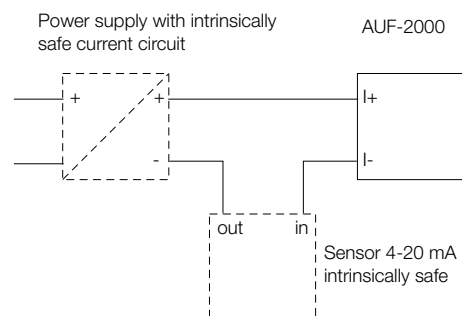 Power supply with intrinsically
safe current circuit
AUF-2000
+
+
I+
-
I-
out
in
Sensor 4-20 mA
intrinsically safe